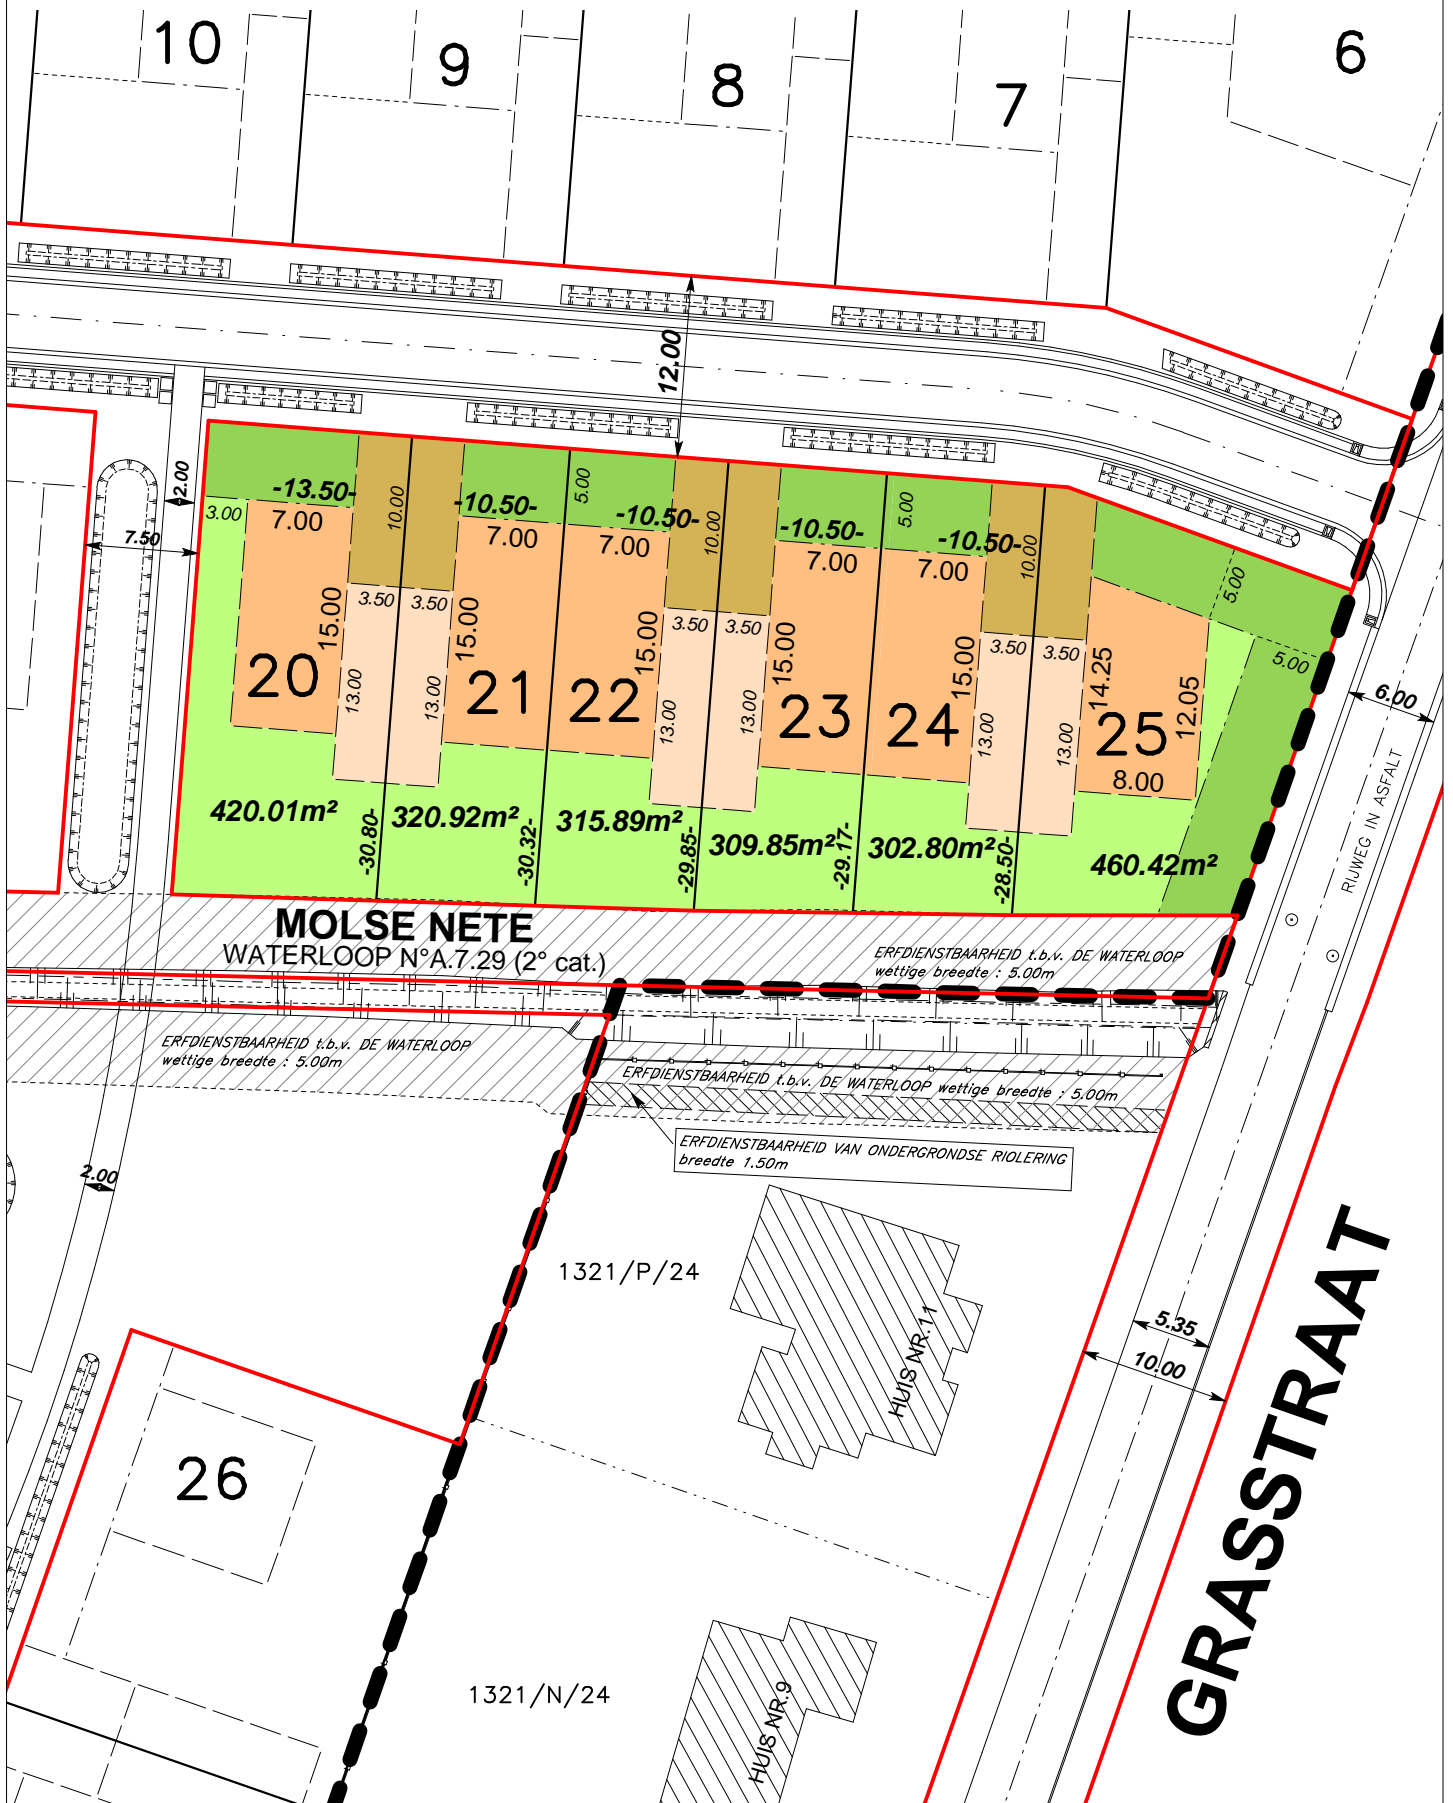 10
9
8
7
6
12.00
2.00
7.50
-13.50-
-10.50-
-10.50-
-10.50-
-10.50-
3.00
7.00
7.00
7.00
7.00
7.00
10.00
5.00
10.00
5.00
10.00
5.00
5.00
3.50
3.50
3.50
3.50
3.50
3.50
15.00
15.00
15.00
15.00
15.00
14.25
12.05
8.00
20
21
22
23
24
25
13.00
13.00
13.00
13.00
13.00
13.00
6.00
RIJWEG IN ASFALT
420.01m²
320.92m²
315.89m²
309.85m²
302.80m²
460.42m²
-30.80-
-30.32-
-29.85-
-29.17-
-28.50-
MOLSE NETE
WATERLOOP N°A.7.29 (2° cat.)
ERFDIENSTBAARHEID t.b.v. DE WATERLOOP
wettige breedte : 5.00m
ERFDIENSTBAARHEID t.b.v. DE WATERLOOP
wettige breedte : 5.00m
ERFDIENSTBAARHEID t.b.v. DE WATERLOOP wettige breedte : 5.00m
ERFDIENSTBAARHEID VAN ONDERGRONDSE RIOLERING
breedte 1.50m
2.00
1321/P/24
HUIS NR.11
5.35
10.00
GRASSTRAAT
26
1321/N/24
HUIS NR.9